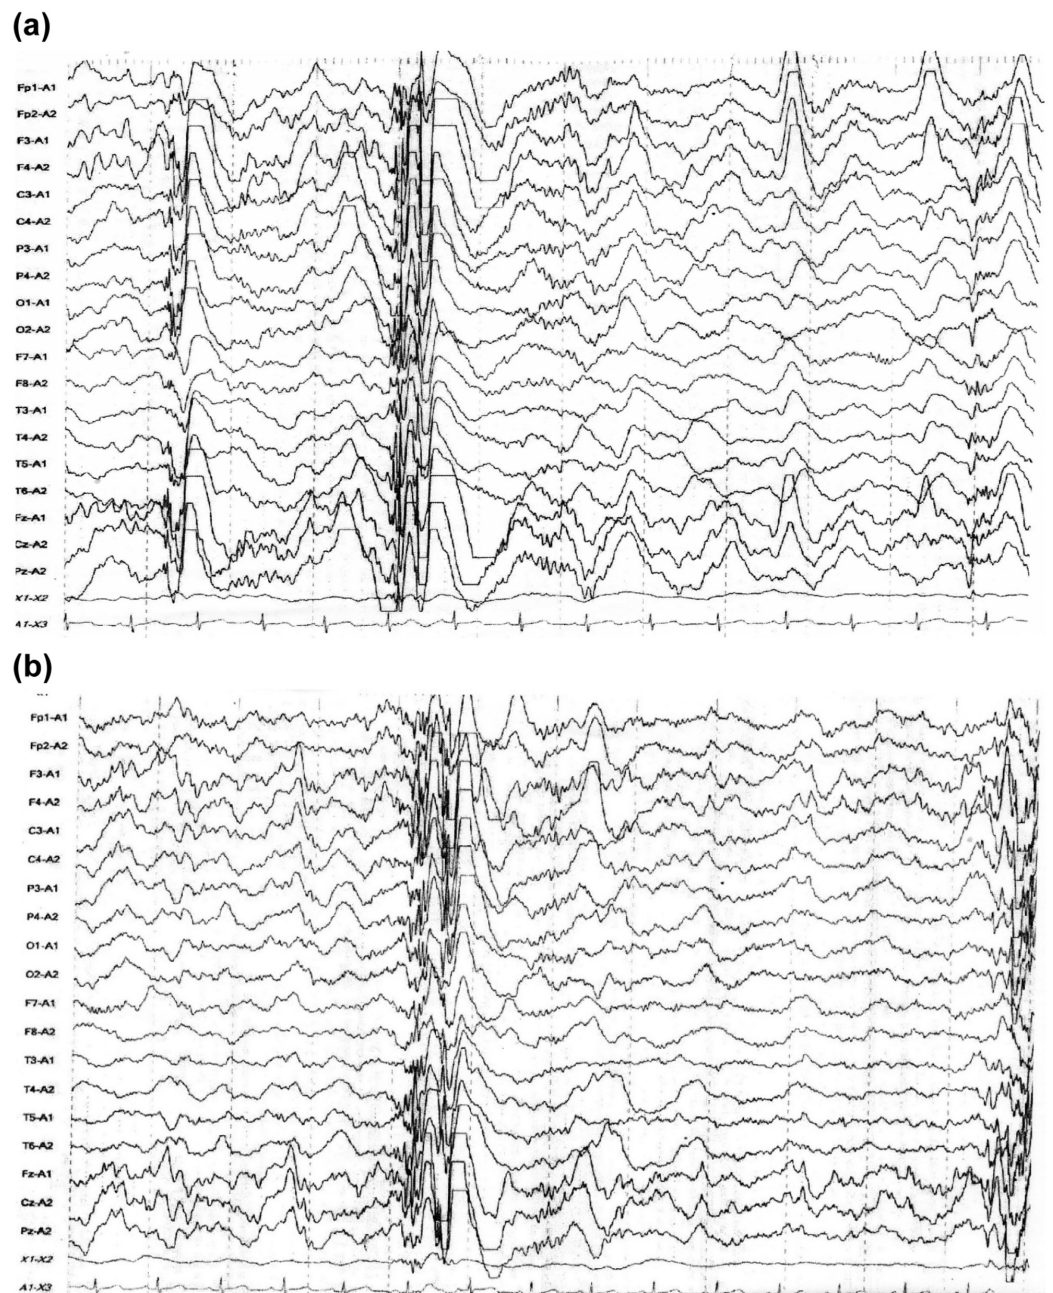 (a)
Fp1-A1
Fp2-A2
F3-A1
F4-A2
C3-A1
C4-A2
P3-A1
P4-A2
O1-A1
O2-A2
F7-A1
F8-A2
T3-A1
T4-A2
T5-A1
T6-A2
Fz-A1
Cz-A2
Pz-A2
X1-X2
A1-X3
(b)
Fp1-A1
Fp2-A2
F3-A1
F4-A2
C3-A1
C4-A2
P3-A1
P4-A2
O1-A1
O2-A2
F7-A1
F8-A2
T3-A1
T4-A2
T5-A1
T6-A2
Fz-A1
Cz-A2
Pz-A2
X1-X2
A1-X3